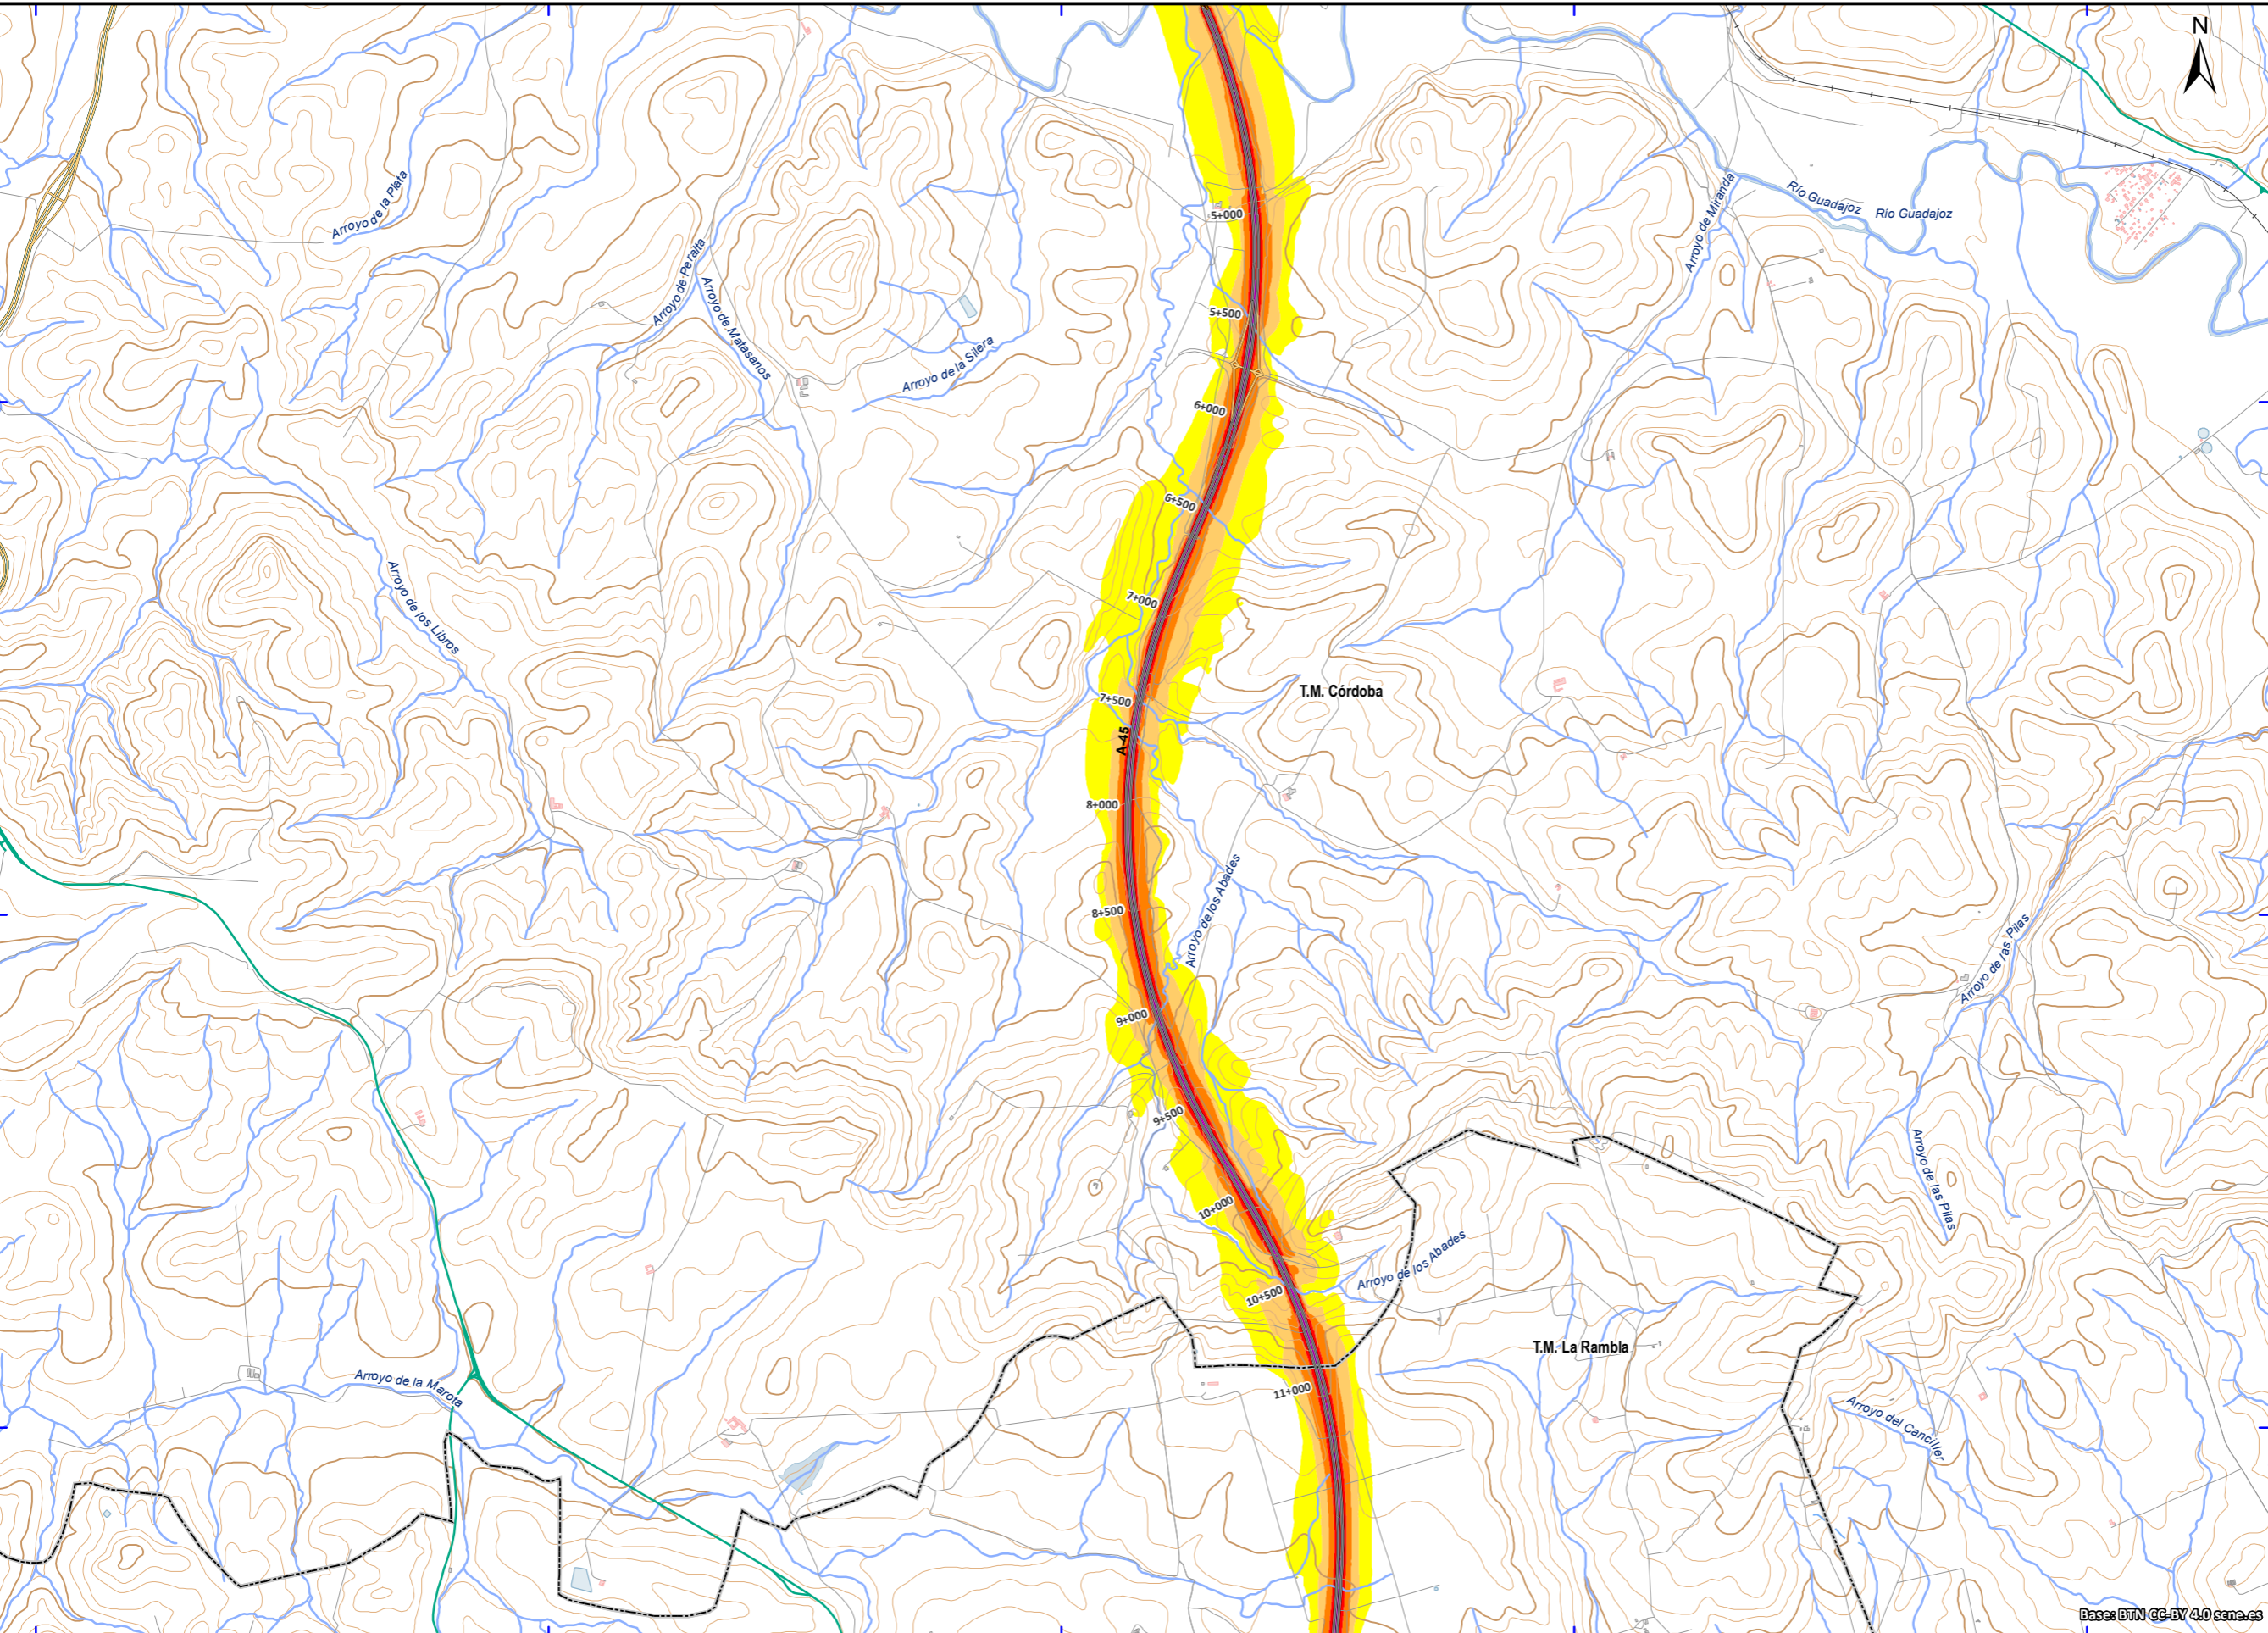 N
Arroyo de la Plata
Arroyo de Peralta
Arroyo de Matasanos
Arroyo de la Silera
5+000
Arroyo de Miranda
Río Guadajoz
Río Guadajoz
5+500
6+000
6+500
Arroyo de los Libros
7+000
T.M. Córdoba
7+500
A-45
8+000
8+500
Arroyo de los Abades
Arroyo de las Pilas
9+000
9+500
Arroyo de las Pilas
10+000
Arroyo de los Abades
10+500
T.M. La Rambla
11+000
Arroyo de la Marota
Arroyo del Canciller
Base: BTN CC-BY 4.0 scne.es